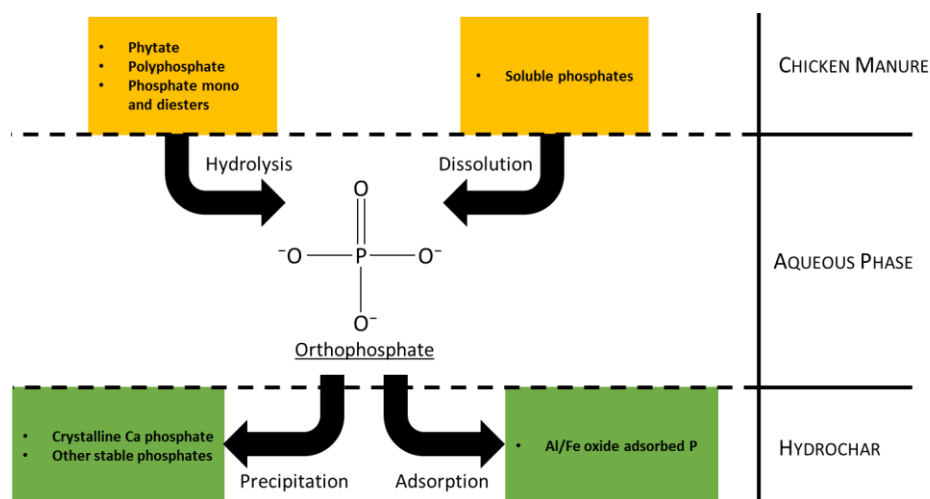 • Phytate
• Polyphosphate
• Phosphate mono
and diesters
• Soluble phosphates
CHICKEN MANURE
Hydrolysis
Dissolution
O
⁻O P O⁻
O⁻
Orthophosphate
AQUEOUS PHASE
• Crystalline Ca phosphate
• Other stable phosphates
• Al/Fe oxide adsorbed P
Precipitation
Adsorption
HYDROCHAR